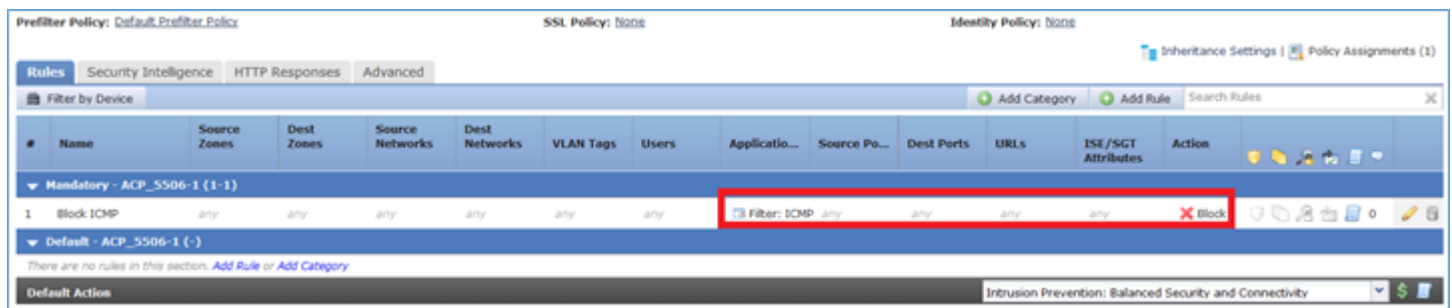 Prefilter Policy: Default Prefilter Policy SSL Policy: None Identity Policy: None
Inheritance Settings | Policy Assignments (1)
Rules Security Intelligence HTTP Responses Advanced
Filter by Device Add Category Add Rule Search Rules
# Name Source Zones Dest Zones Source Networks Dest Networks VLAN Tags Users Applicatio... Source Po... Dest Ports URLs ISE/SGT Attributes Action
Mandatory - ACP_5506-1 (1-1)
1 Block ICMP any any any any any any Filter: ICMP any any any any Block 0
Default - ACP_5506-1 (-)
There are no rules in this section. Add Rule or Add Category
Default Action Intrusion Prevention: Balanced Security and Connectivity